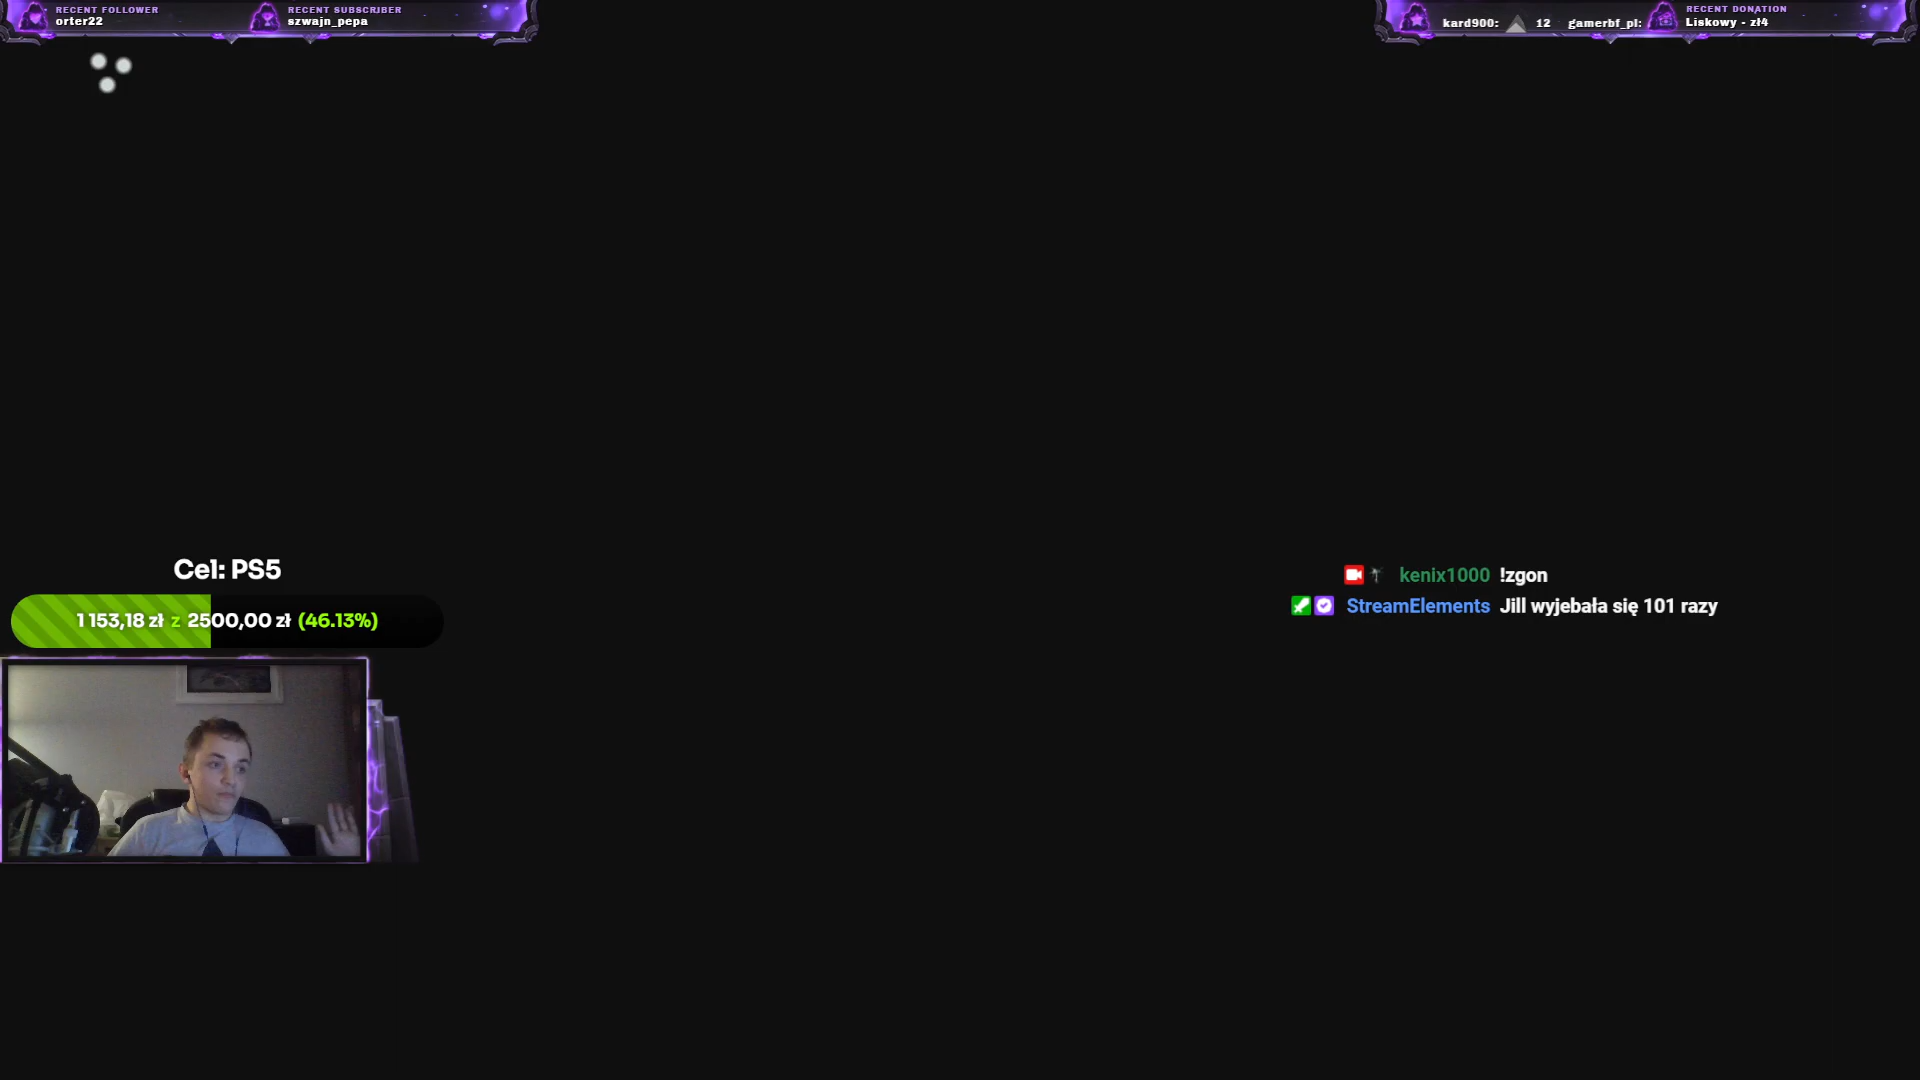 RECENT FOLLOWER
orter22
RECENT SUBSCRIBER
szwajn_pepa
kard900: 12 gamerbf_pl:
RECENT DONATION
Liskowy - zł4
Cel: PS5
1 153,18 zł z 2500,00 zł (46.13%)
kenix1000 !zgon
StreamElements Jill wyjebała się 101 razy